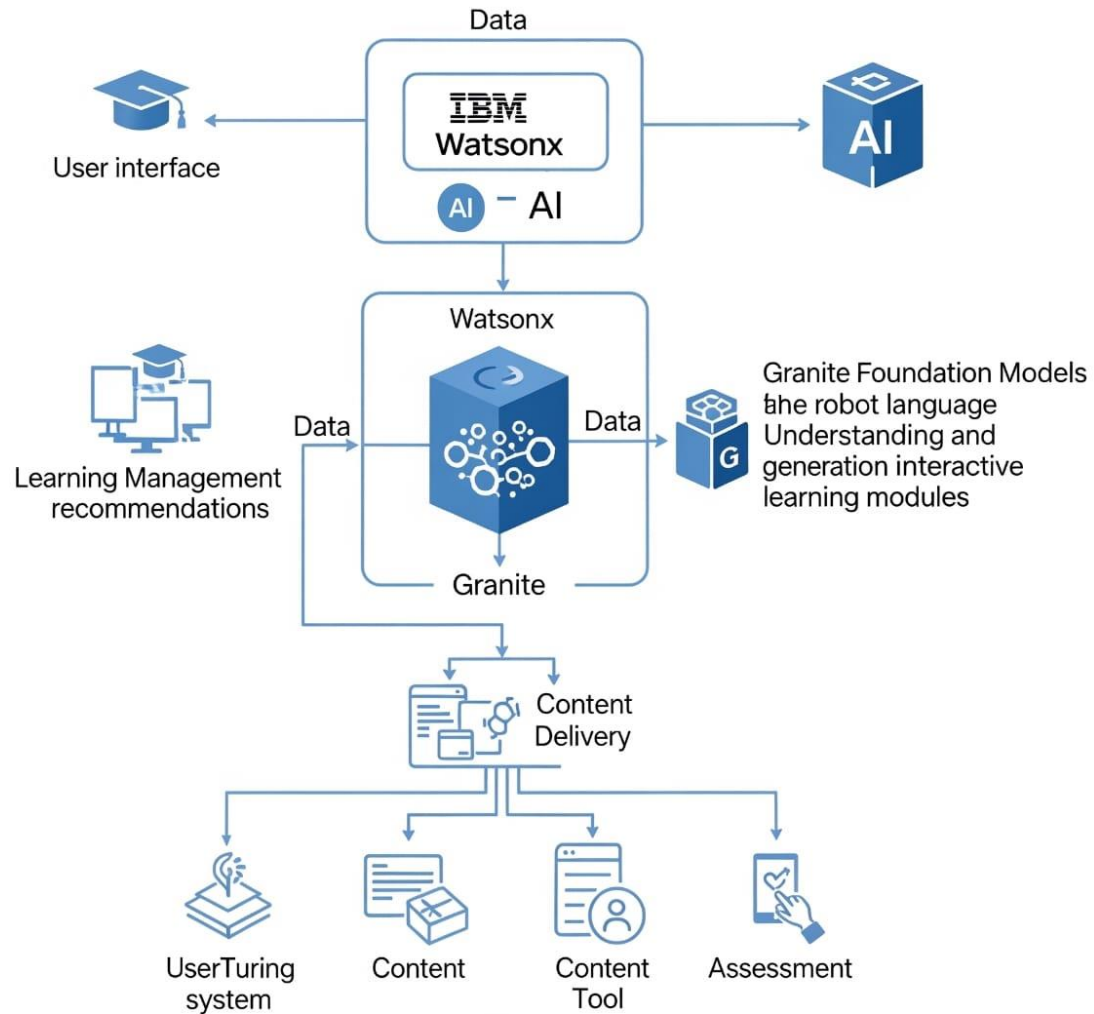 Data
IBM
Watsonx
AI - AI
User interface
AI
Watsonx
Data
Data
Granite
Learning Management
recommendations
G
Granite Foundation Models
the robot language
Understanding and
generation interactive
learning modules
Content
Delivery
UserTuring
system
Content
Content
Tool
Assessment